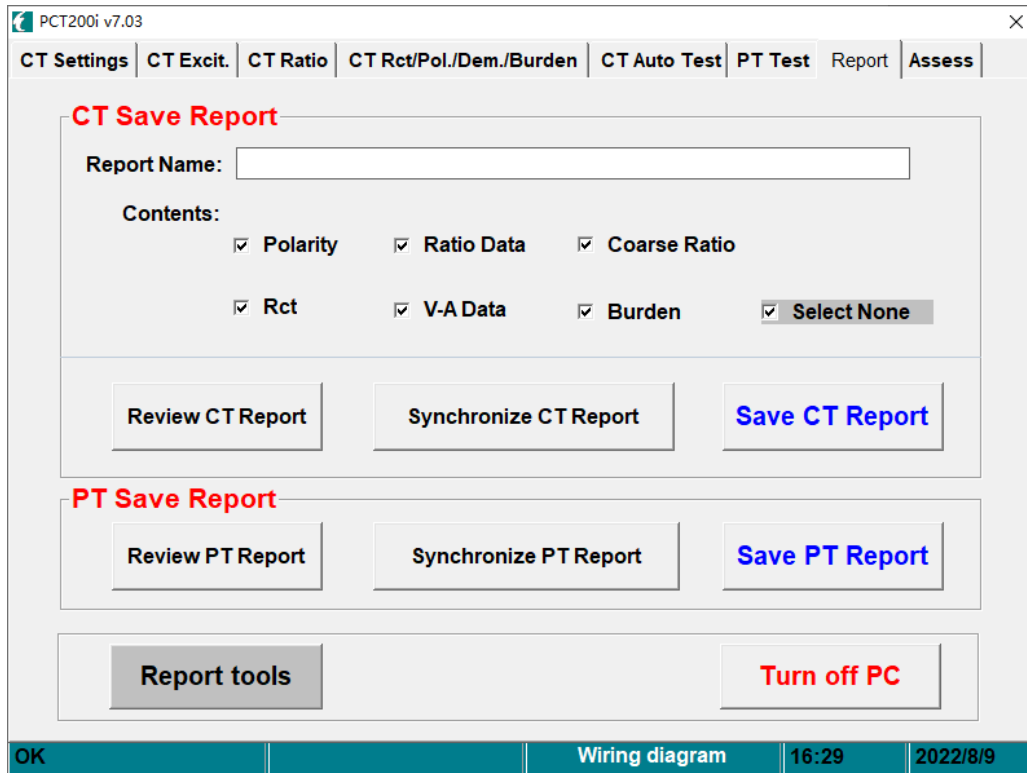 PCT200i v7.03
CT Settings CT Excit. CT Ratio CT Rct/Pol./Dem./Burden CT Auto Test PT Test Report Assess
CT Save Report
Report Name:
Contents:
Polarity Ratio Data Coarse Ratio
Rct V-A Data Burden Select None
Review CT Report Synchronize CT Report Save CT Report
PT Save Report
Review PT Report Synchronize PT Report Save PT Report
Report tools Turn off PC
OK Wiring diagram 16:29 2022/8/9